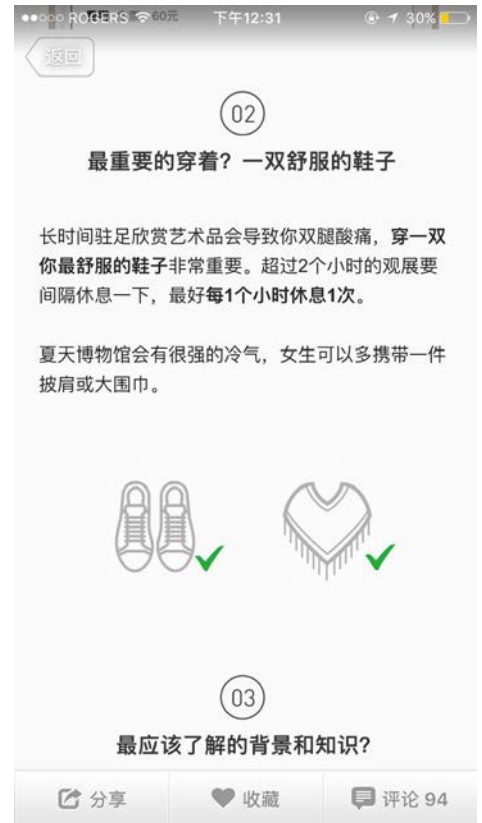 ROGERS 60元 下午12:31 30%
返回
02
最重要的穿着？一双舒服的鞋子
长时间驻足欣赏艺术品会导致你双腿酸痛，穿一双
你最舒服的鞋子非常重要。超过2个小时的观展要
间隔休息一下，最好每1个小时休息1次。
夏天博物馆会有很强的冷气，女生可以多携带一件
披肩或大围巾。
03
最应该了解的背景和知识？
分享 收藏 评论 94